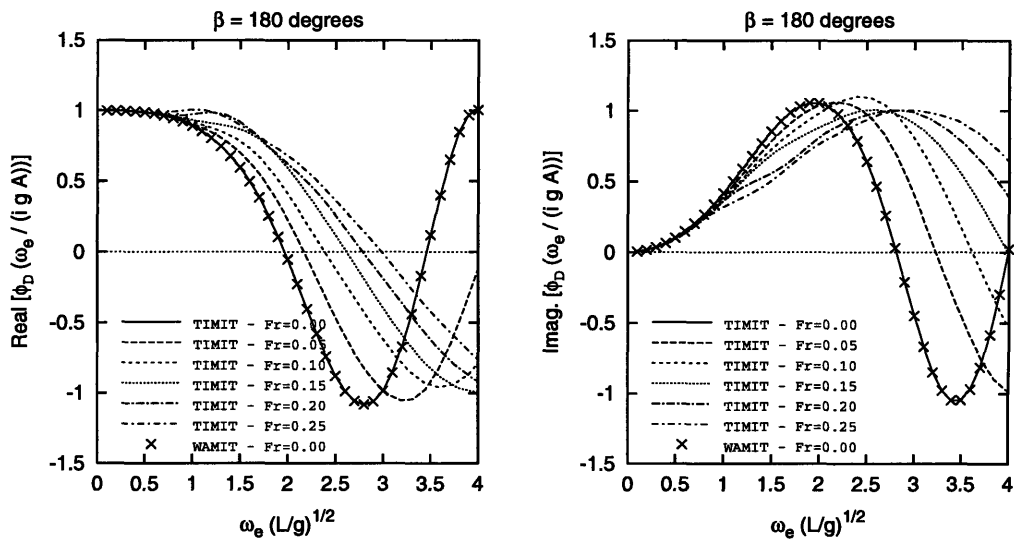 β = 180 degrees
1.5
1
0.5
0
-0.5
-1
-1.5
Real [ϕ_D (ω_e / (i g A))]
TIMIT - Fr=0.00
TIMIT - Fr=0.05
TIMIT - Fr=0.10
TIMIT - Fr=0.15
TIMIT - Fr=0.20
TIMIT - Fr=0.25
WAMIT - Fr=0.00
0 0.5 1 1.5 2 2.5 3 3.5 4
ω_e (L/g)^1/2
β = 180 degrees
1.5
1
0.5
0
-0.5
-1
-1.5
Imag. [ϕ_D (ω_e / (i g A))]
TIMIT - Fr=0.00
TIMIT - Fr=0.05
TIMIT - Fr=0.10
TIMIT - Fr=0.15
TIMIT - Fr=0.20
TIMIT - Fr=0.25
WAMIT - Fr=0.00
0 0.5 1 1.5 2 2.5 3 3.5 4
ω_e (L/g)^1/2